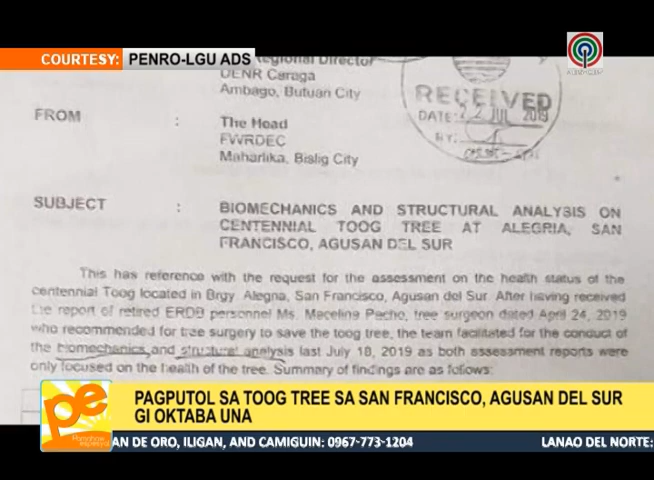 COURTESY: PENRO-LGU ADS
Regional Director
DENR Caraga
Ambago, Butuan City
RECEIVED
DATE: 22 JUL 2019
BY:
FROM : The Head
FWRDEC
Maharlika, Bislig City
SUBJECT : BIOMECHANICS AND STRUCTURAL ANALYSIS ON
CENTENNIAL TOOG TREE AT ALEGRIA, SAN
FRANCISCO, AGUSAN DEL SUR
This has reference with the request for the assessment on the health status of the
centennial Toog located in Brgy. Alegria, San Francisco, Agusan del Sur. After having received
the report of retired ERDB personnel Ms. Macelina Pacho, tree surgeon dated April 24, 2019
who recommended for tree surgery to save the toog tree, the team facilitated for the conduct of
the biomechanics and structural analysis last July 18, 2019 as both assessment reports were
only focused on the health of the tree. Summary of findings are as follows:
pe
PAGPUTOL SA TOOG TREE SA SAN FRANCISCO, AGUSAN DEL SUR
GI OKTABA UNA
AN DE ORO, ILIGAN, AND CAMIGUIN: 0967-773-1204 LANAO DEL NORTE: